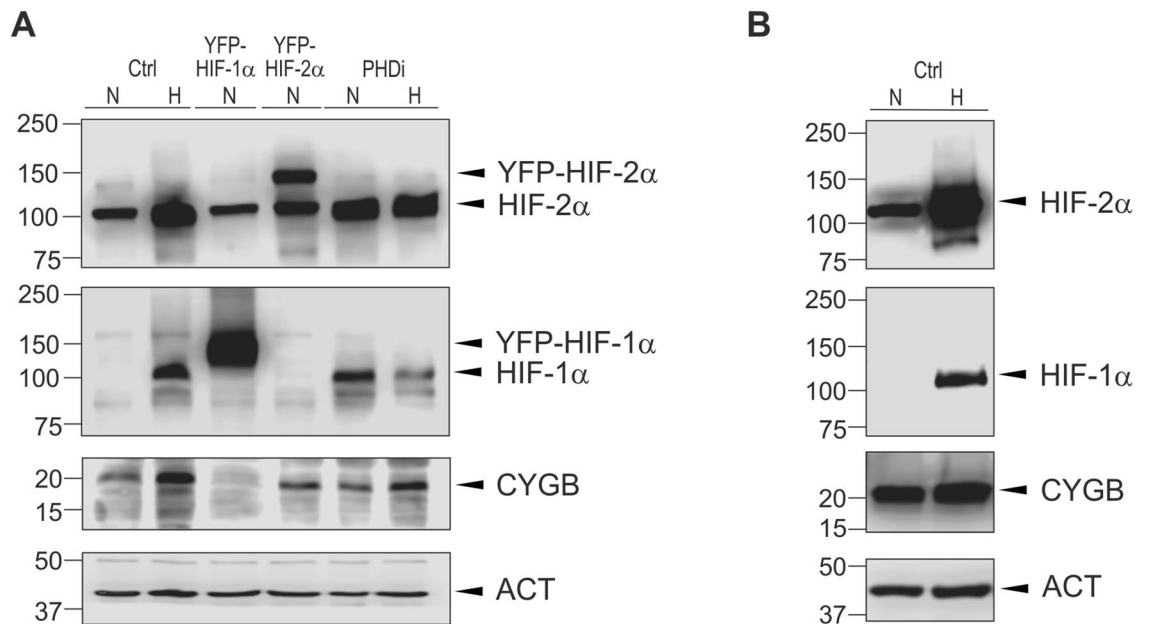 A
B
Ctrl
YFP-
HIF-1α
YFP-
HIF-2α
PHDi
N H N N N H
250
150
100
75
YFP-HIF-2α
HIF-2α
250
150
100
75
YFP-HIF-1α
HIF-1α
20
15
CYGB
50
37
ACT
Ctrl
N H
250
150
100
75
HIF-2α
250
150
100
75
HIF-1α
20
15
CYGB
50
37
ACT